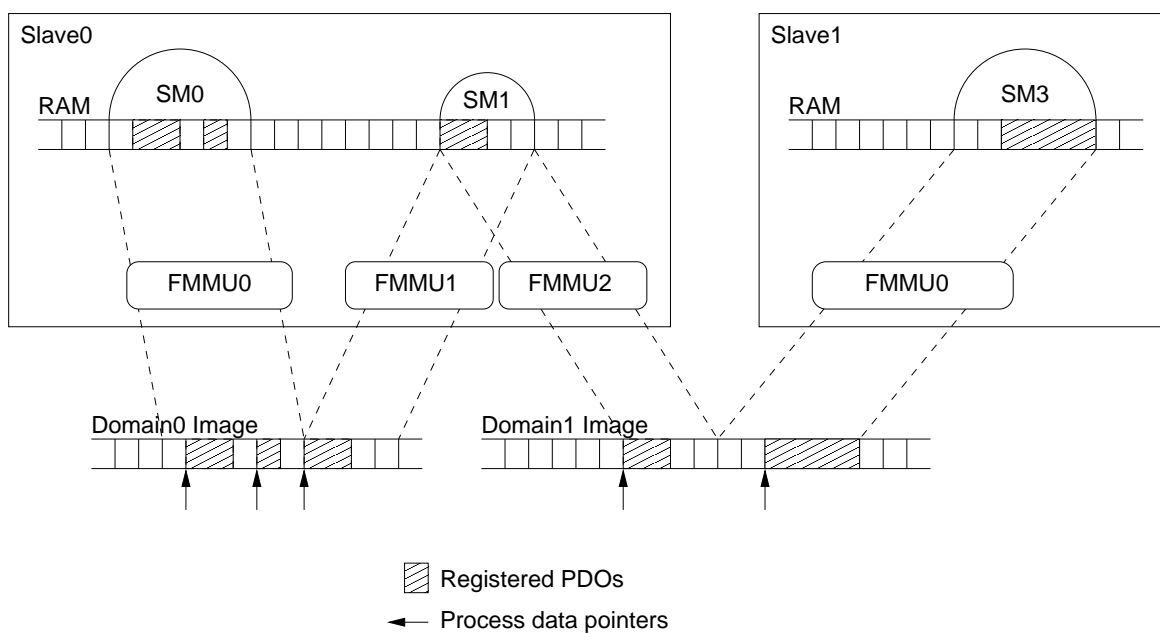 Slave0
Slave1
SM0
SM1
SM3
RAM
RAM
FMMU0
FMMU1
FMMU2
FMMU0
Domain0 Image
Domain1 Image
Registered PDOs
Process data pointers